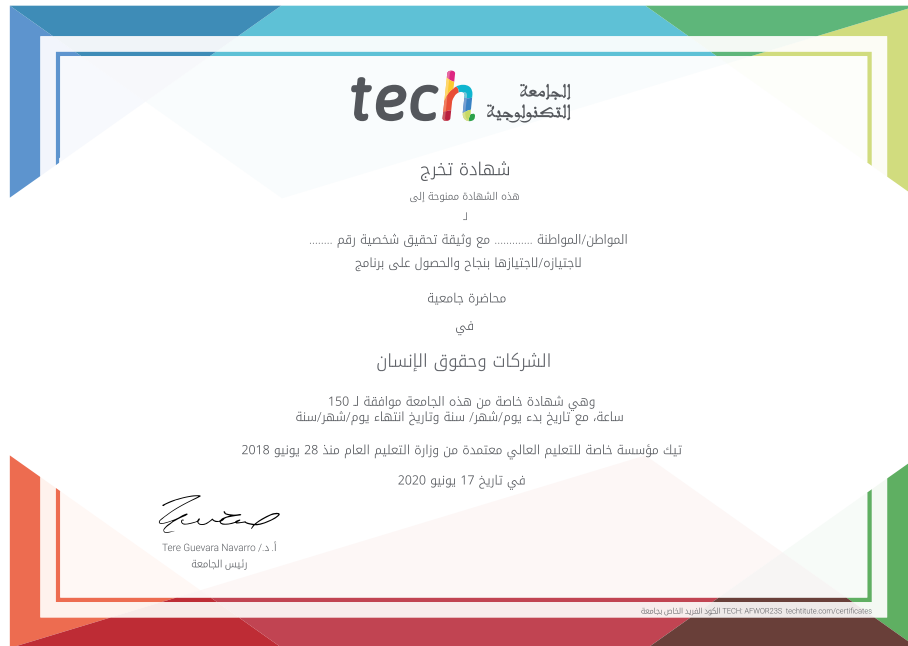 tech الجامعة
التكنولوجية
شهادة تخرج
هذه الشهادة ممنوحة إلى
لـ
المواطن/المواطنة ............. مع وثيقة تحقيق شخصية رقم ........
لاجتيازه/لاجتيازها بنجاح والحصول على برنامج
محاضرة جامعية
في
الشركات وحقوق الإنسان
وهي شهادة خاصة من هذه الجامعة موافقة لـ 150
ساعة، مع تاريخ بدء يوم/شهر/ سنة وتاريخ انتهاء يوم/شهر/سنة
تيك مؤسسة خاصة للتعليم العالي معتمدة من وزارة التعليم العام منذ 28 يونيو 2018
في تاريخ 17 يونيو 2020
أ. د./ Tere Guevara Navarro
رئيس الجامعة
الكود الفريد الخاص بجامعة TECH: AFWOR23S techtitute.com/certificates